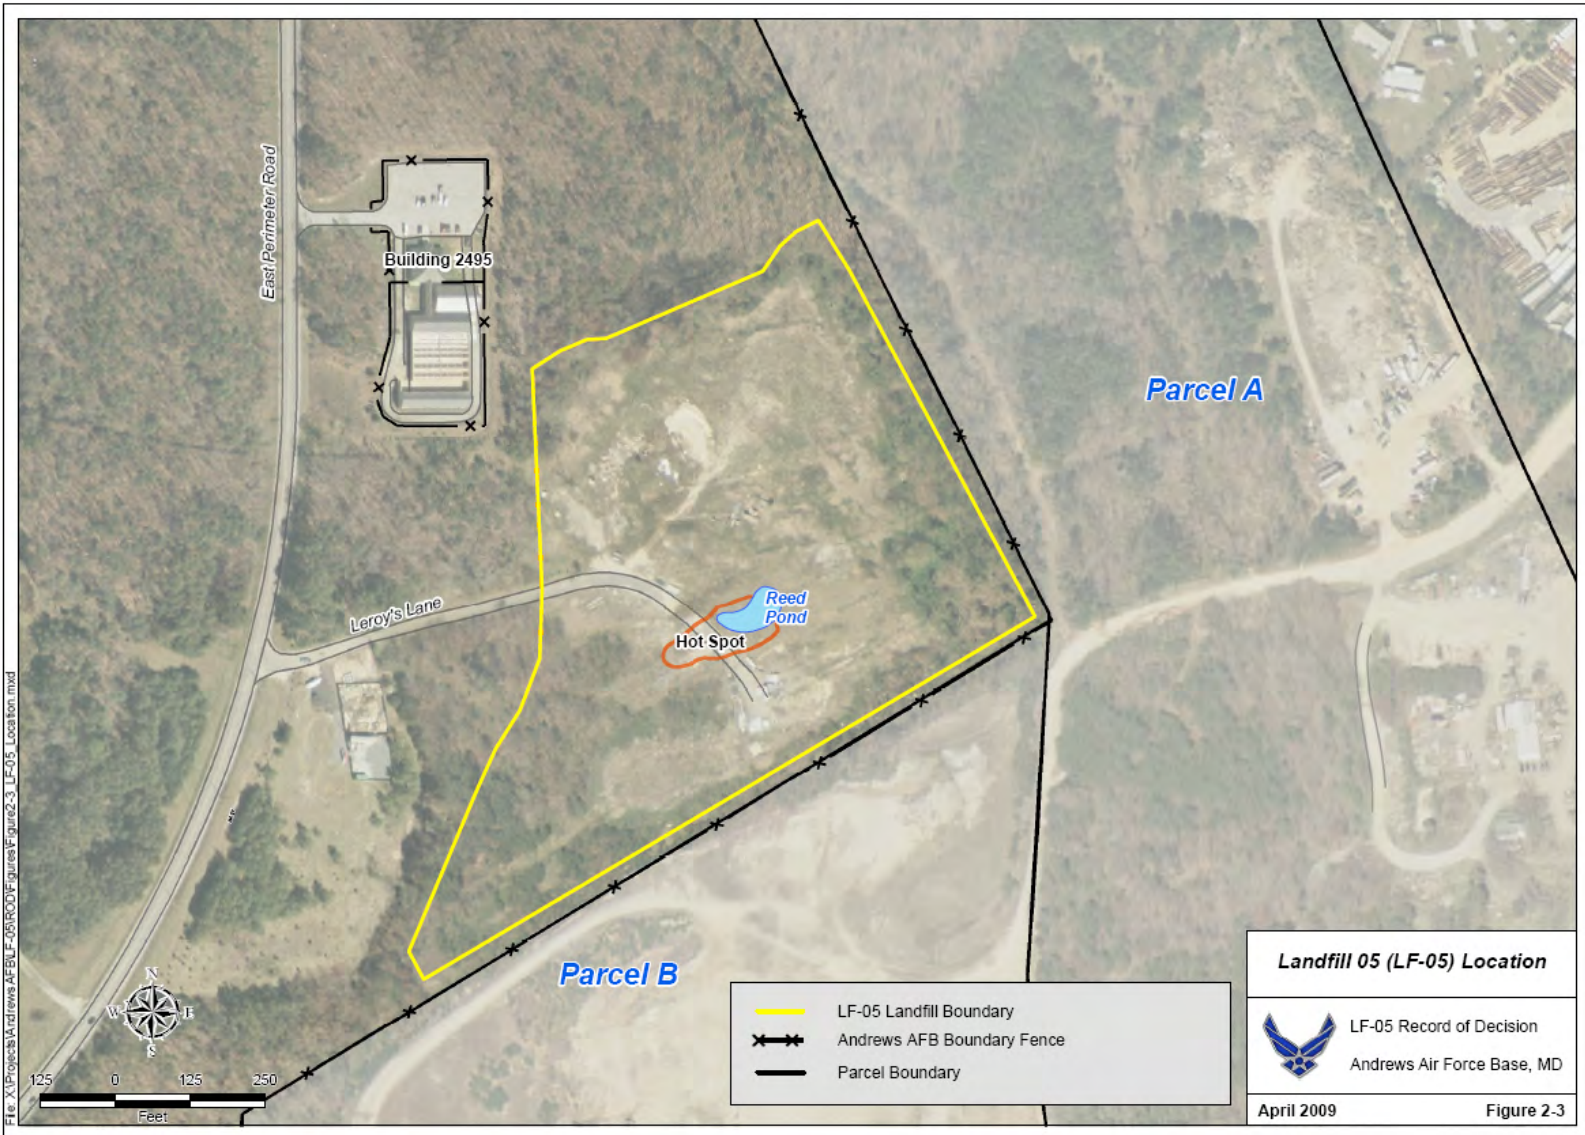 East Perimeter Road
Building 2495
Parcel A
Leroy's Lane
Reed
Pond
Hot Spot
Parcel B
N
W E
S
125 0 125 250
Feet
LF-05 Landfill Boundary
Andrews AFB Boundary Fence
Parcel Boundary
Landfill 05 (LF-05) Location
LF-05 Record of Decision
Andrews Air Force Base, MD
April 2009 Figure 2-3
File: X:\Projects\Andrews AFB\LF-05\ROD\Figures\Figure2-3_LF-05_Location.mxd